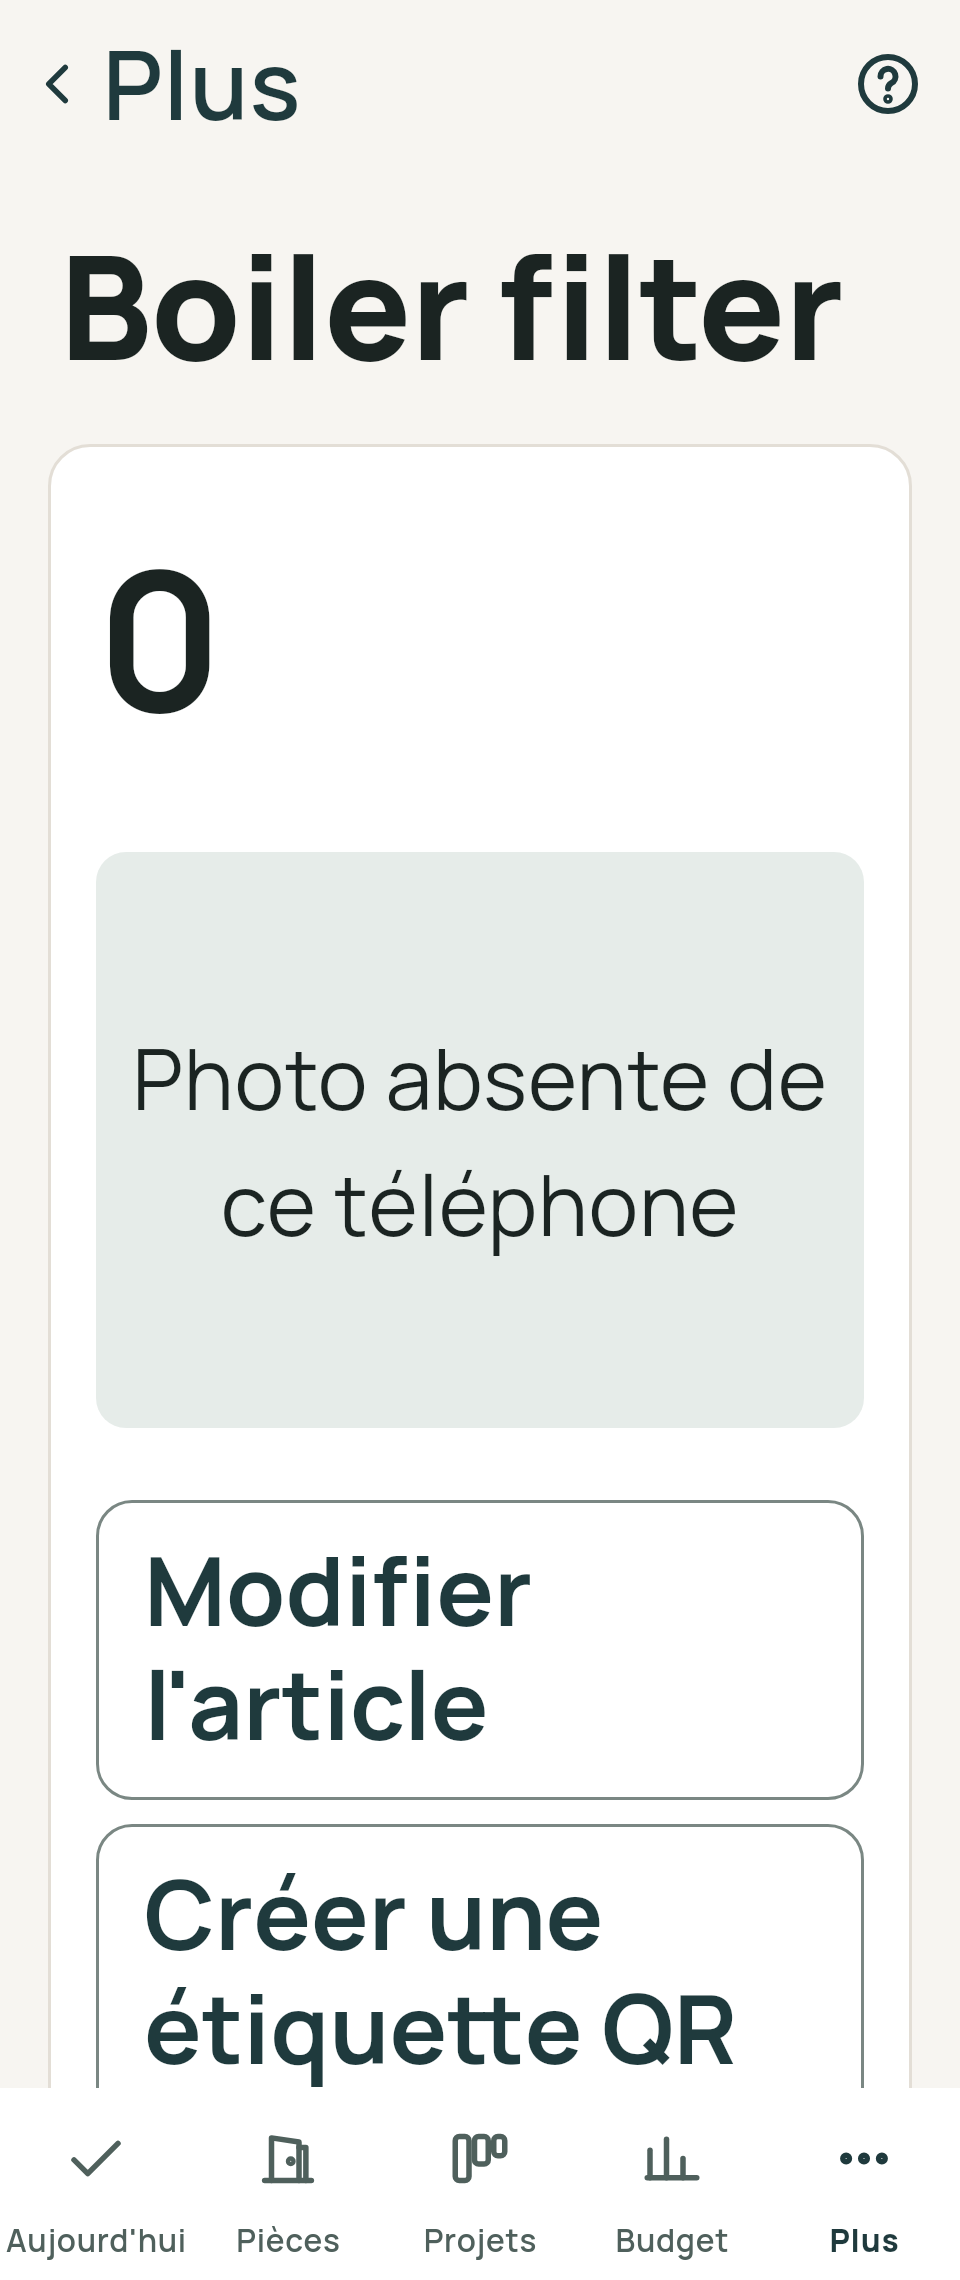 Plus
Boiler filter
0
Photo absente de
ce téléphone
Modifier
l'article
Créer une
étiquette QR
Aujourd'hui
Pièces
Projets
Budget
Plus